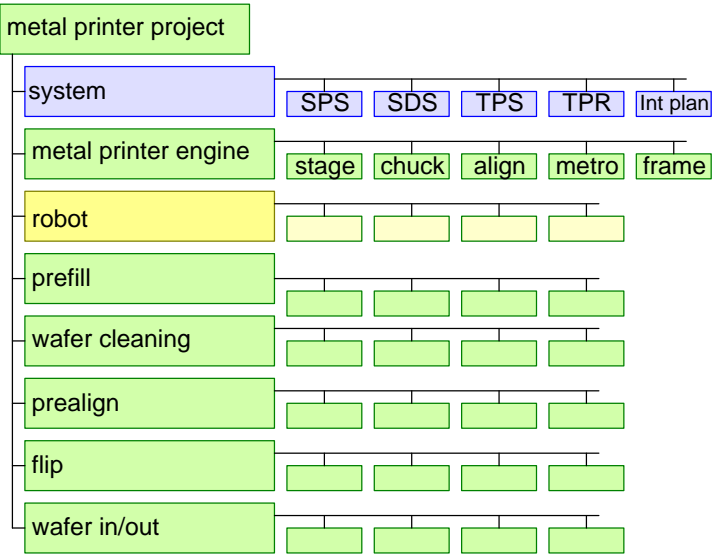 metal printer project
system
SPS SDS TPS TPR Int plan
metal printer engine
stage chuck align metro frame
robot
prefill
wafer cleaning
prealign
flip
wafer in/out